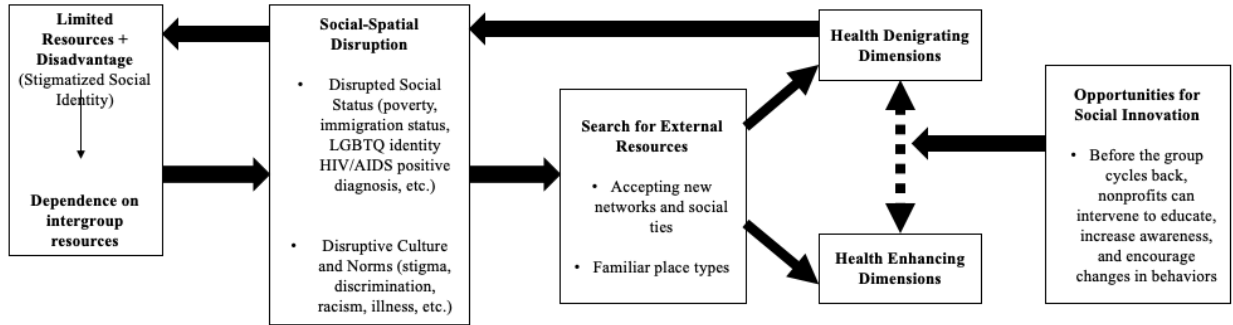 Limited
Resources +
Disadvantage
(Stigmatized Social
Identity)
Dependence on
intergroup
resources
Social-Spatial
Disruption
• Disrupted Social
Status (poverty,
immigration status,
LGBTQ identity
HIV/AIDS positive
diagnosis, etc.)
• Disruptive Culture
and Norms (stigma,
discrimination,
racism, illness, etc.)
Search for External
Resources
• Accepting new
networks and social
ties
• Familiar place types
Health Denigrating
Dimensions
Health Enhancing
Dimensions
Opportunities for
Social Innovation
• Before the group
cycles back,
nonprofits can
intervene to educate,
increase awareness,
and encourage
changes in behaviors